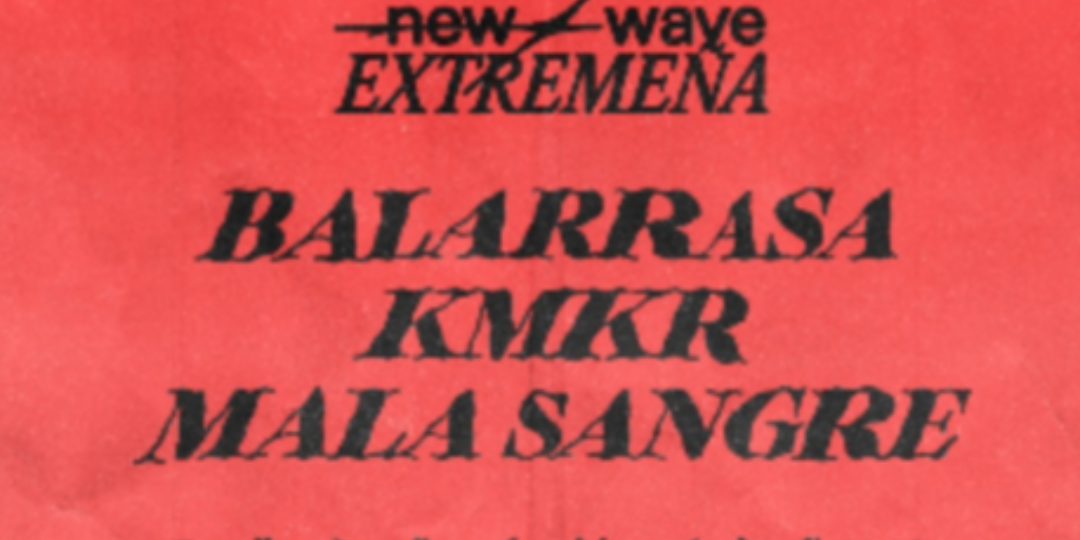 new wave
EXTREMEÑA
BALARRASA
KMKR
MALA SANGRE